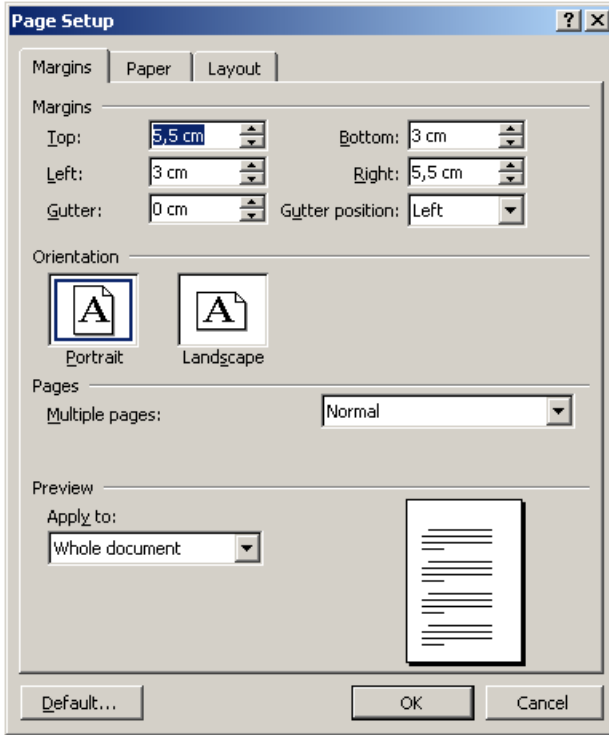 Page Setup
Margins Paper Layout
Margins
Top: 5,5 cm Bottom: 3 cm
Left: 3 cm Right: 5,5 cm
Gutter: 0 cm Gutter position: Left
Orientation
A A
Portrait Landscape
Pages
Multiple pages: Normal
Preview
Apply to:
Whole document
Default... OK Cancel